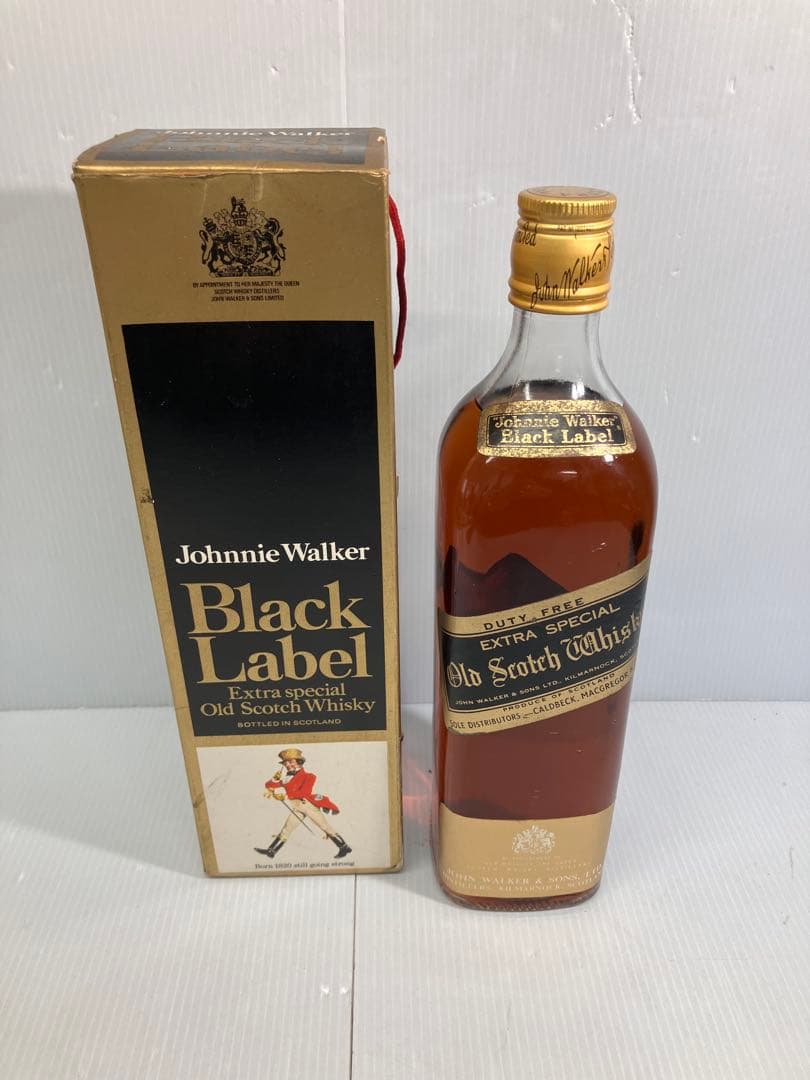 Johnnie Walker
BY APPOINTMENT TO HER MAJESTY THE QUEEN
SCOTCH WHISKY DISTILLERS
JOHN WALKER & SONS LIMITED
Johnnie Walker
Black
Label
Extra special
Old Scotch Whisky
BOTTLED IN SCOTLAND
Born 1820 still going strong
John Walker
"Johnnie Walker"
Black Label
DUTY FREE
EXTRA SPECIAL
Old Scotch Whisk
JOHN WALKER & SONS LTD., KILMARNOCK,
PRODUCE OF SCOTLAND
SOLE DISTRIBUTORS CALDBECK, MACGREGOR
JOHN WALKER & SONS, LTD
DISTILLERS, KILMARNOCK,